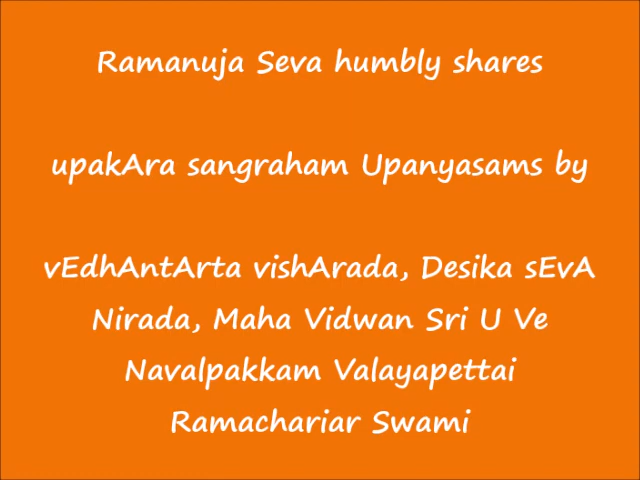 Ramanuja Seva humbly shares
upakAra sangraham Upanyasams by
vEdhAntArta vishArada, Desika sEvA
Nirada, Maha Vidwan Sri U Ve
Navalpakkam Valayapettai
Ramachariar Swami